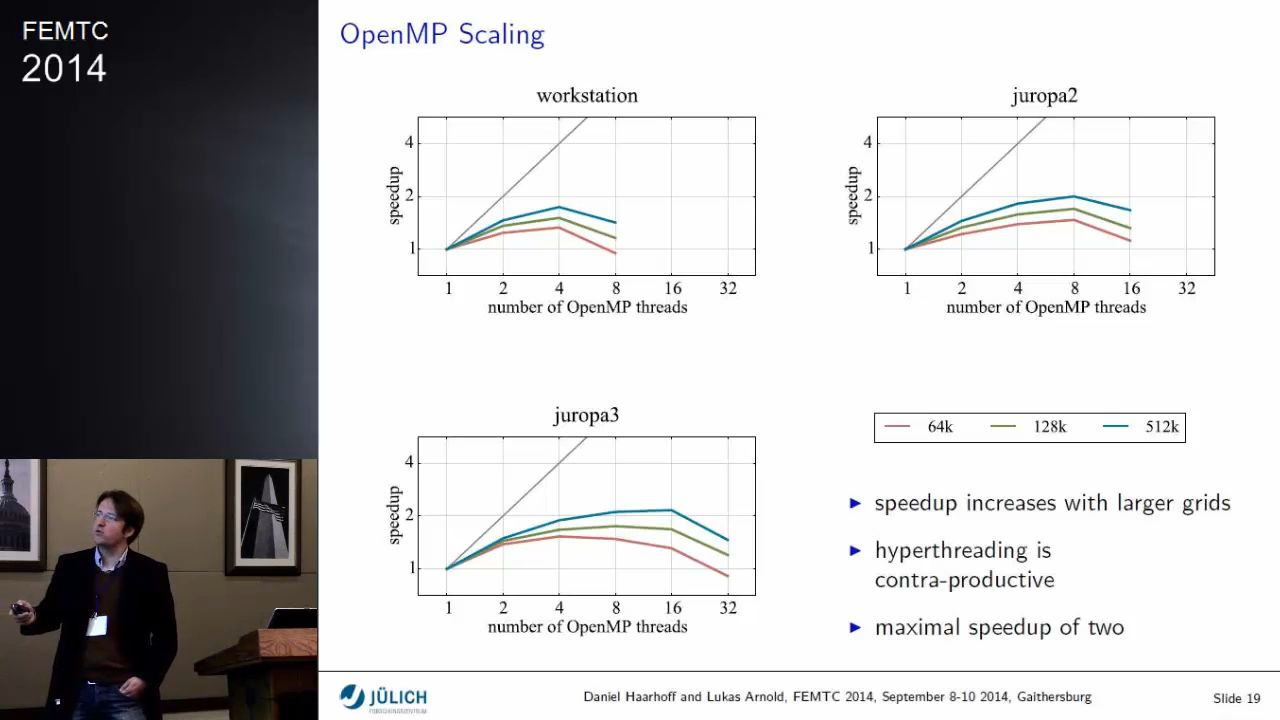 FEMTC
2014
OpenMP Scaling
workstation
4
2
1
speedup
1 2 4 8 16 32
number of OpenMP threads
juropa2
4
2
1
speedup
1 2 4 8 16 32
number of OpenMP threads
juropa3
4
2
1
speedup
1 2 4 8 16 32
number of OpenMP threads
64k 128k 512k
speedup increases with larger grids
hyperthreading is
contra-productive
maximal speedup of two
JÜLICH
FORSCHUNGSZENTRUM
Daniel Haarhoff and Lukas Arnold, FEMTC 2014, September 8-10 2014, Gaithersburg
Slide 19